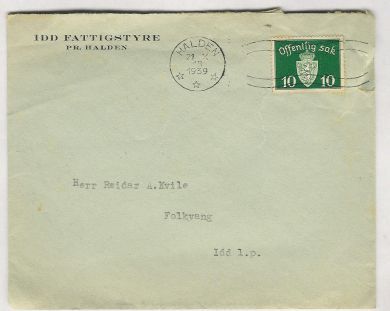 IDD FATTIGSTYRE
PR. HALDEN
HALDEN
1939
Offentlig sak
10 10
Herr Reidar A.Kvile
Folkvang
Idd l.p.